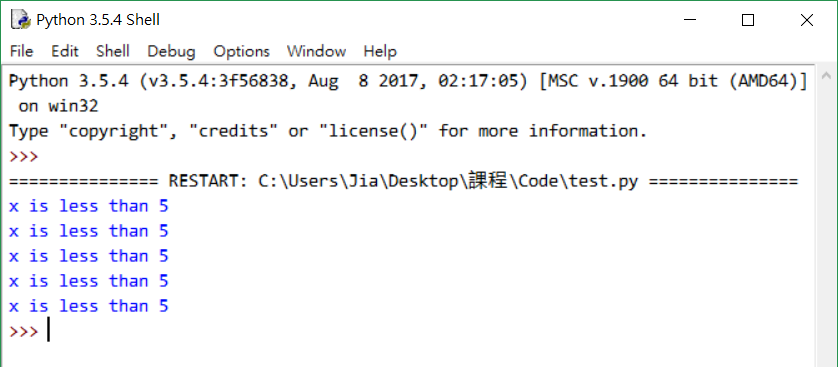 Python 3.5.4 Shell
File Edit Shell Debug Options Window Help
Python 3.5.4 (v3.5.4:3f56838, Aug  8 2017, 02:17:05) [MSC v.1900 64 bit (AMD64)]
 on win32
Type "copyright", "credits" or "license()" for more information.
>>>
=============== RESTART: C:\Users\Jia\Desktop\課程\Code\test.py ===============
x is less than 5
x is less than 5
x is less than 5
x is less than 5
x is less than 5
>>>